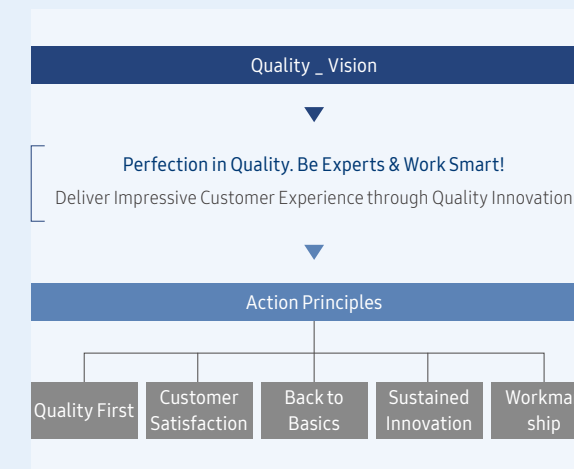 Quality _ Vision
Perfection in Quality. Be Experts & Work Smart!
Deliver Impressive Customer Experience through Quality Innovation
Action Principles
Quality First
Customer
Satisfaction
Back to
Basics
Sustained
Innovation
ship